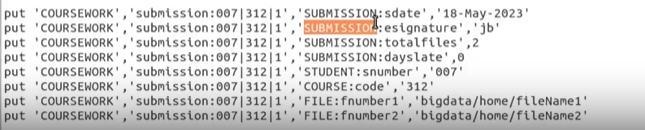 put 'COURSEWORK','submission:007|312|1','SUBMISSION:sdate','18-May-2023'
put 'COURSEWORK','submission:007|312|1','SUBMISSION:esignature','jb'
put 'COURSEWORK','submission:007|312|1','SUBMISSION:totalfiles',2
put 'COURSEWORK','submission:007|312|1','SUBMISSION:dayslate',0
put 'COURSEWORK','submission:007|312|1','STUDENT:snumber','007'
put 'COURSEWORK','submission:007|312|1','COURSE:code','312'
put 'COURSEWORK','submission:007|312|1','FILE:fnumber1','bigdata/home/fileName1'
put 'COURSEWORK','submission:007|312|1','FILE:fnumber2','bigdata/home/fileName2'